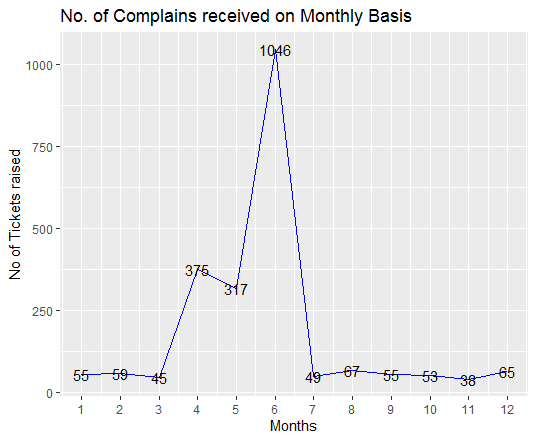 No. of Complains received on Monthly Basis
No of Tickets raised
1000
750
500
250
0
55 59 45 375 317 1046 49 67 55 53 38 65
1 2 3 4 5 6 7 8 9 10 11 12
Months